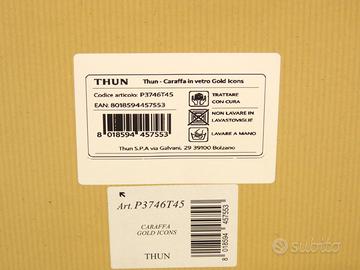 THUN Thun - Caraffa in vetro Gold Icons
Codice articolo: P3746T45
EAN: 8018594457553
TRATTARE
CON CURA
NON LAVARE IN
LAVASTOVIGLIE
LAVARE A MANO
8 018594 457553
Thun S.P.A via Galvani, 29 39100 Bolzano
Art. P3746T45
CARAFFA
GOLD ICONS
THUN
8018594 457553
subito